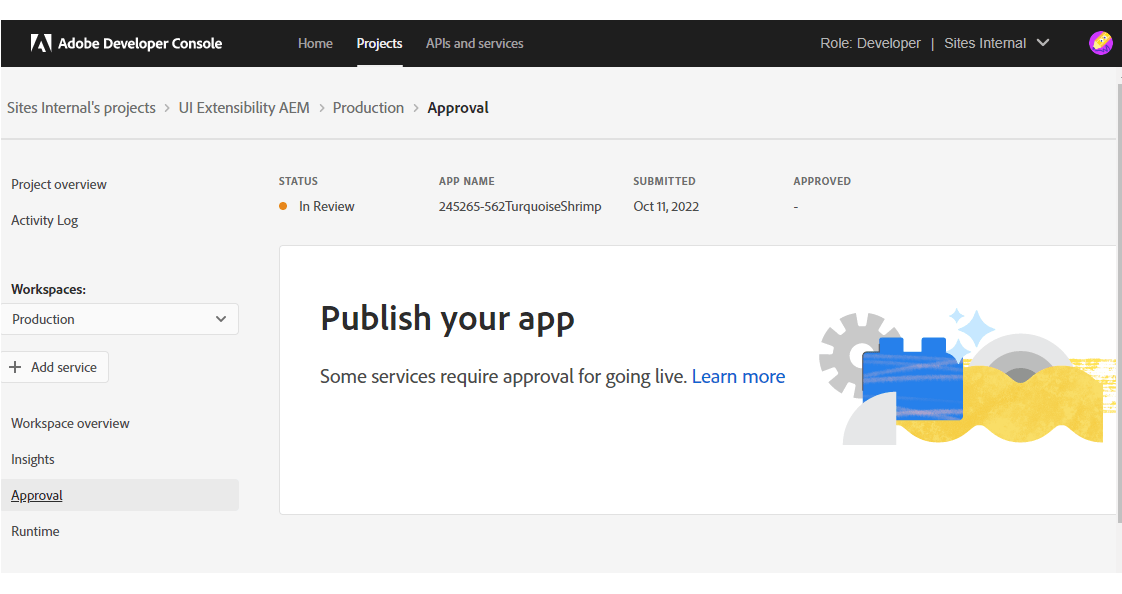 Adobe Developer Console Home Projects APIs and services Role: Developer | Sites Internal
Sites Internal's projects > UI Extensibility AEM > Production > Approval
Project overview
Activity Log
Workspaces:
Production
+ Add service
Workspace overview
Insights
Approval
Runtime
STATUS APP NAME SUBMITTED APPROVED
In Review 245265-562TurquoiseShrimp Oct 11, 2022 -
Publish your app
Some services require approval for going live. Learn more